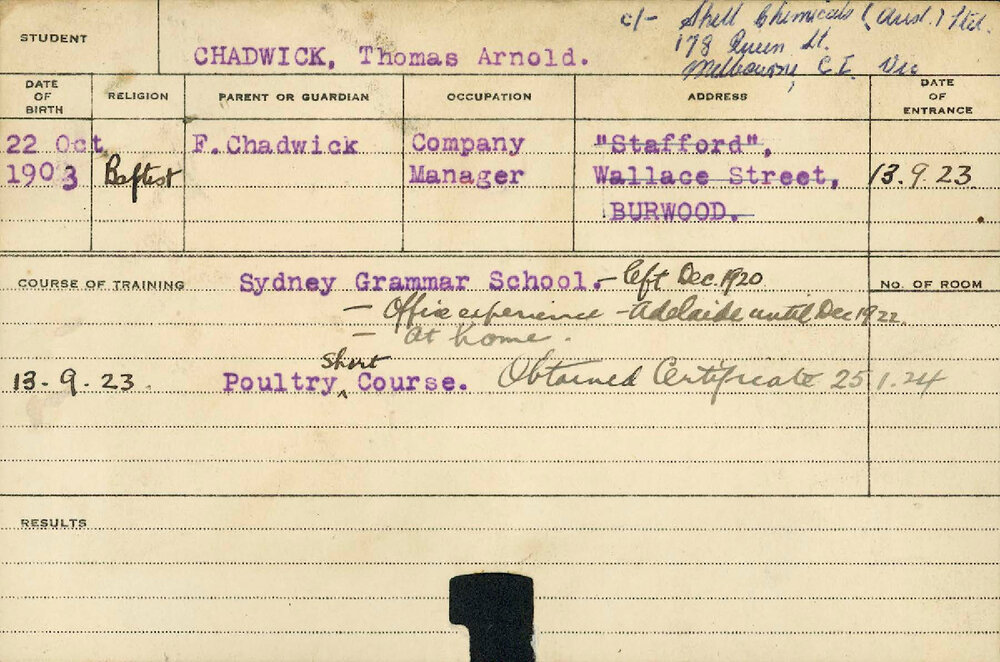 STUDENT
CHADWICK, Thomas Arnold.
c/- Shell Chemicals (Aust.) Ltd.
178 Queen St.
Melbourne, C.I. Vic
DATE OF BIRTH
RELIGION
PARENT OR GUARDIAN
OCCUPATION
ADDRESS
DATE OF ENTRANCE
22 Oct
1903
Baptist
F.Chadwick
Company
Manager
"Stafford",
Wallace Street,
BURWOOD.
13.9.23.
COURSE OF TRAINING
Sydney Grammar School. - left Dec. 1920
No. OF ROOM
- Office experience - Adelaide until Dec 1922.
- at home.
13.9.23.
Poultry Short Course. Obtained Certificate 25.1.24
RESULTS